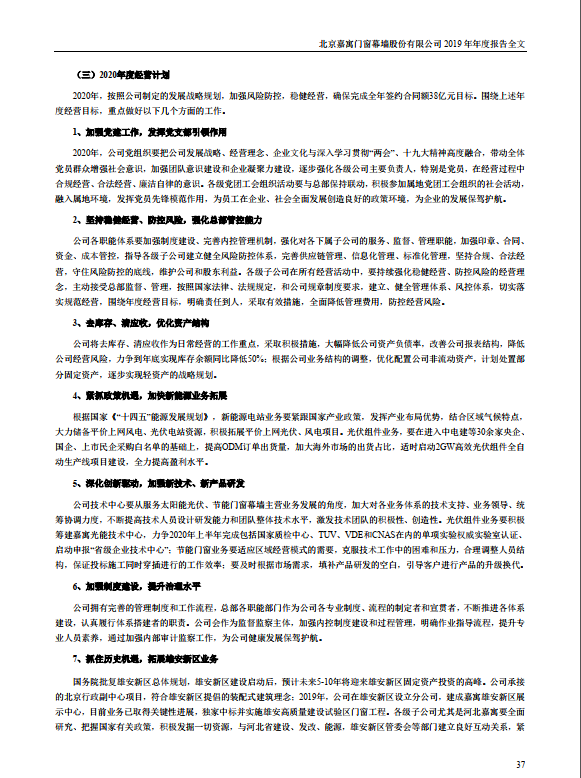 北京嘉寓门窗幕墙股份有限公司 2019 年年度报告全文
（三）2020年度经营计划
2020年，按照公司制定的发展战略规划，加强风险防控，稳健经营，确保完成全年签约合同额38亿元目标。围绕上述年
度经营目标，重点做好以下几个方面的工作。
1、加强党建工作，发挥党支部引领作用
2020年，公司党组织要把公司发展战略、经营理念、企业文化与深入学习贯彻“两会”、十九大精神高度融合，带动全体
党员群众增强社会意识，加强团队意识建设和企业凝聚力建设，逐步强化各级公司主要负责人，特别是党员，在经营过程中
合规经营、合法经营、廉洁自律的意识。各级党团工会组织活动要与总部保持联动，积极参加属地党团工会组织的社会活动，
融入属地环境，发挥党员先锋模范作用，为员工在企业、社会全面发展创造良好的政策环境，为企业的发展保驾护航。
2、坚持稳健经营、防控风险，强化总部管控能力
公司各职能体系要加强制度建设、完善内控管理机制，强化对各下属子公司的服务、监督、管理职能，加强印章、合同、
资金、成本管控，指导各级子公司建立健全风险防控体系，完善供应链管理、信息化管理、标准化管理，坚持合规、合法经
营，守住风险防控的底线，维护公司和股东利益。各级子公司在所有经营活动中，要持续强化稳健经营、防控风险的经营理
念，主动接受总部监督、管理，按照国家法律、法规规定，和公司规章制度要求，建立、健全管理体系、风控体系，切实落
实规范经营，围绕年度经营目标，明确责任到人，采取有效措施，全面降低管理费用，防控经营风险。
3、去库存、清应收，优化资产结构
公司将去库存、清应收作为日常经营的工作重点，采取积极措施，大幅降低公司资产负债率，改善公司报表结构，降低
公司经营风险，力争到年底实现库存余额同比降低50%；根据公司业务结构的调整，优化配置公司非流动资产，计划处置部
分固定资产，逐步实现轻资产的战略规划。
4、紧抓政策机遇，加快新能源业务拓展
根据国家《“十四五”能源发展规划》，新能源电站业务要紧跟国家产业政策，发挥产业布局优势，结合区域气候特点，
大力储备平价上网风电、光伏电站资源，积极拓展平价上网光伏、风电项目。光伏组件业务，要在进入中电建等30余家央企、
国企、上市民企采购白名单的基础上，提高ODM订单出货量，加大海外市场的出货占比，适时启动2GW高效光伏组件全自
动生产线项目建设，全力提高盈利水平。
5、深化创新驱动，加强新技术、新产品研发
公司技术中心要从服务太阳能光伏、节能门窗幕墙主营业务发展的角度，加大对各业务体系的技术支持、业务领导、统
筹协调力度，不断提高技术人员设计研发能力和团队整体技术水平，激发技术团队的积极性、创造性。光伏组件业务要积极
筹建嘉寓光能技术中心，力争2020年上半年完成包括国家质检中心、TUV、VDE和CNAS在内的单项实验权威实验室认证、
启动申报“省级企业技术中心”；节能门窗业务要适应区域经营模式的需要，克服技术工作中的困难和压力，合理调整人员结
构，保证投标施工同时穿插进行的工作效率；要及时根据市场需求，填补产品研发的空白，引导客户进行产品的升级换代。
6、加强制度建设，提升治理水平
公司拥有完善的管理制度和工作流程，总部各职能部门作为公司各专业制度、流程的制定者和宣贯者，不断推进各体系
建设，认真履行体系搭建者的职责。公司会作为监督监察主体，加强内控制度建设和过程管理，明确作业指导流程，提升专
业人员素养，通过加强内部审计监察工作，为公司健康发展保驾护航。
7、抓住历史机遇，拓展雄安新区业务
国务院批复雄安新区总体规划，雄安新区建设启动后，预计未来5-10年将迎来雄安新区固定资产投资的高峰。公司承接
的北京行政副中心项目，符合雄安新区提倡的装配式建筑理念；2019年，公司在雄安新区设立分公司，建成嘉寓雄安新区展
示中心，目前业务已取得关键性进展，独家中标并实施雄安高质量建设试验区门窗工程。各级子公司尤其是河北嘉寓要全面
研究、把握国家有关政策，积极发掘一切资源，与河北省建设、发改、能源，雄安新区管委会等部门建立良好互动关系，紧
37